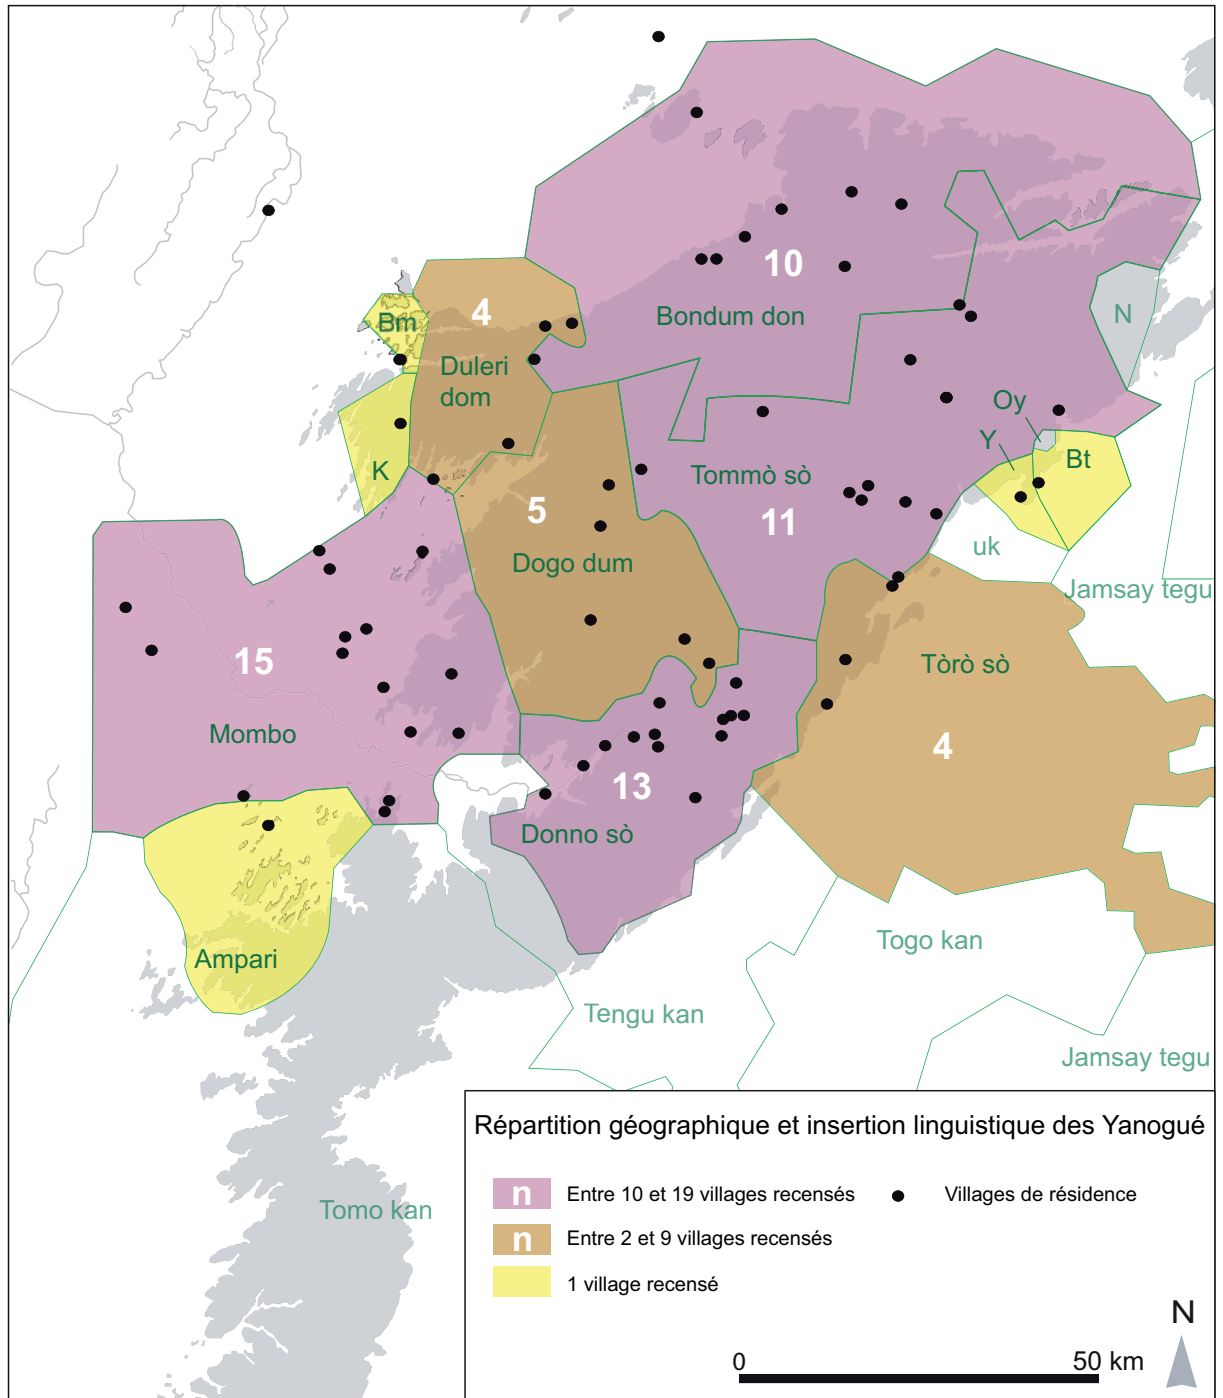 10
Bondum don
Bm
4
Duleri
dom
N
Oy
Y
Bt
K
Tommò sò
11
5
Dogo dum
uk
Jamsay tegu
15
Mombo
Tòrò sò
4
13
Donno sò
Ampari
Togo kan
Tengu kan
Jamsay tegu
Tomo kan
Répartition géographique et insertion linguistique des Yanogué
n Entre 10 et 19 villages recensés
Villages de résidence
n Entre 2 et 9 villages recensés
1 village recensé
N
0 50 km